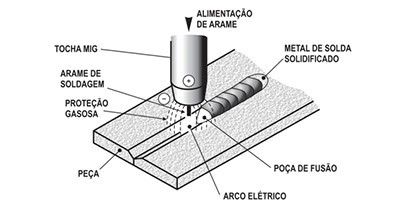 ALIMENTAÇÃO
DE ARAME
TOCHA MIG
METAL DE SOLDA
SOLIDIFICADO
ARAME DE
SOLDAGEM
PROTEÇÃO
GASOSA
PEÇA
POÇA DE FUSÃO
ARCO ELÉTRICO